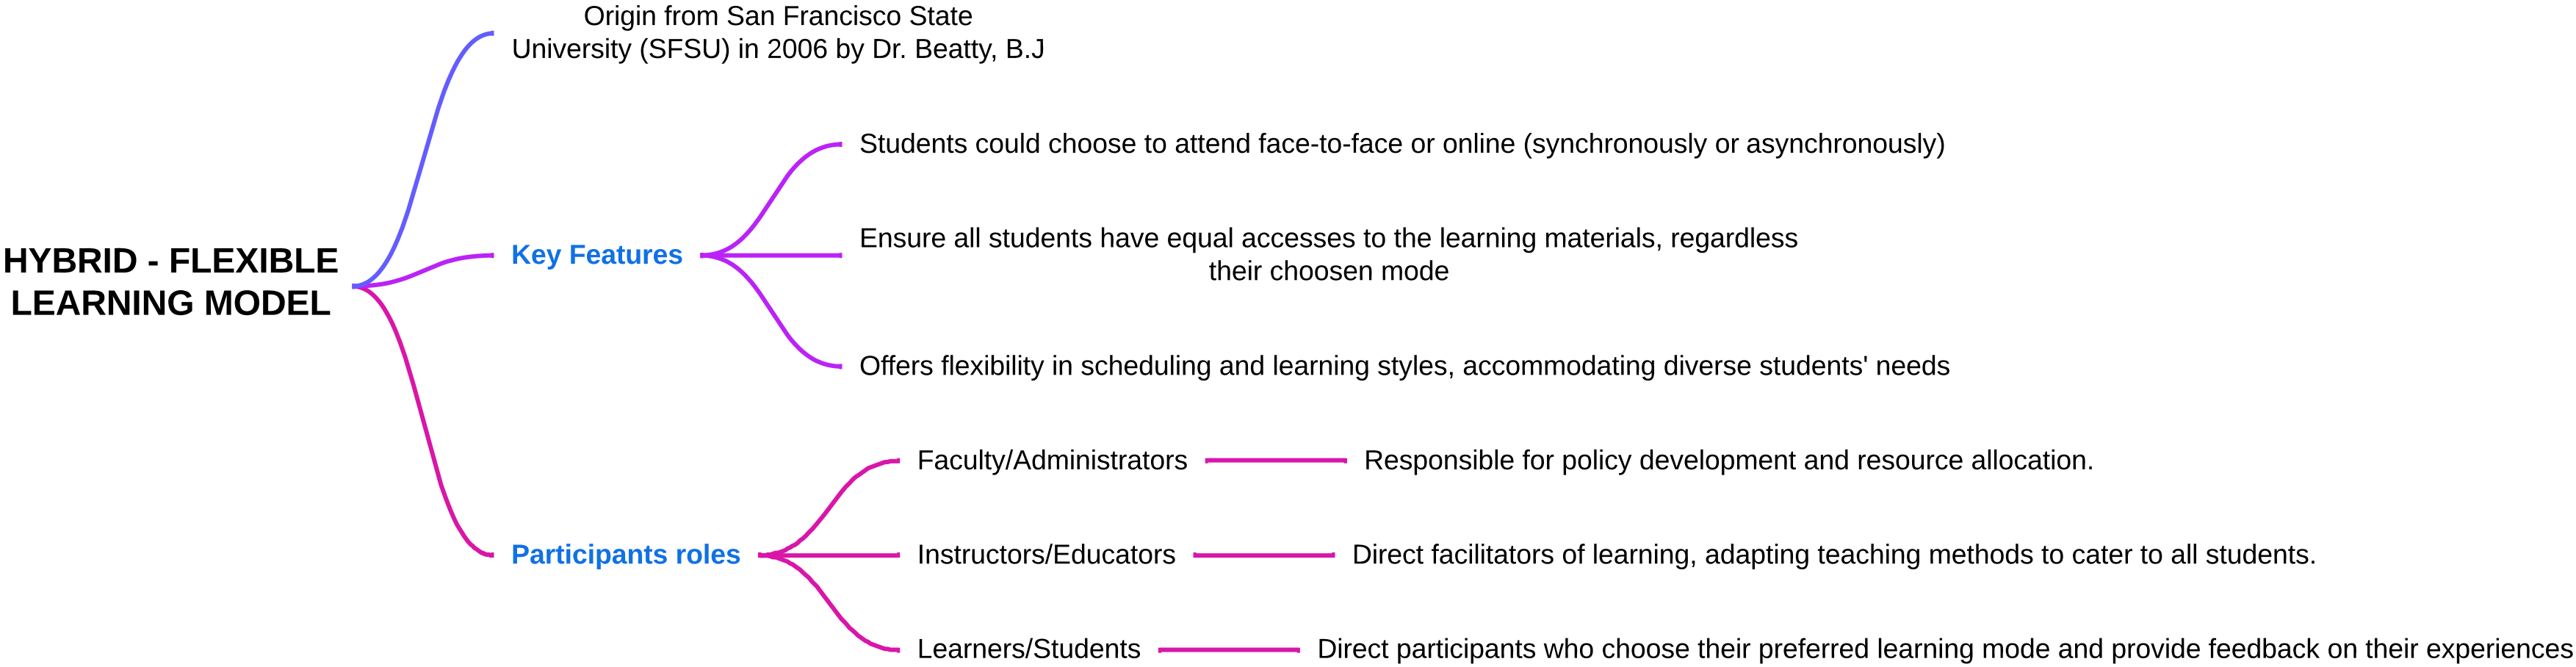 Origin from San Francisco State
University (SFSU) in 2006 by Dr. Beatty, B.J
HYBRID - FLEXIBLE
LEARNING MODEL
Key Features
Students could choose to attend face-to-face or online (synchronously or asynchronously)
Ensure all students have equal accesses to the learning materials, regardless
their choosen mode
Offers flexibility in scheduling and learning styles, accommodating diverse students' needs
Participants roles
Faculty/Administrators
Responsible for policy development and resource allocation.
Instructors/Educators
Direct facilitators of learning, adapting teaching methods to cater to all students.
Learners/Students
Direct participants who choose their preferred learning mode and provide feedback on their experiences.